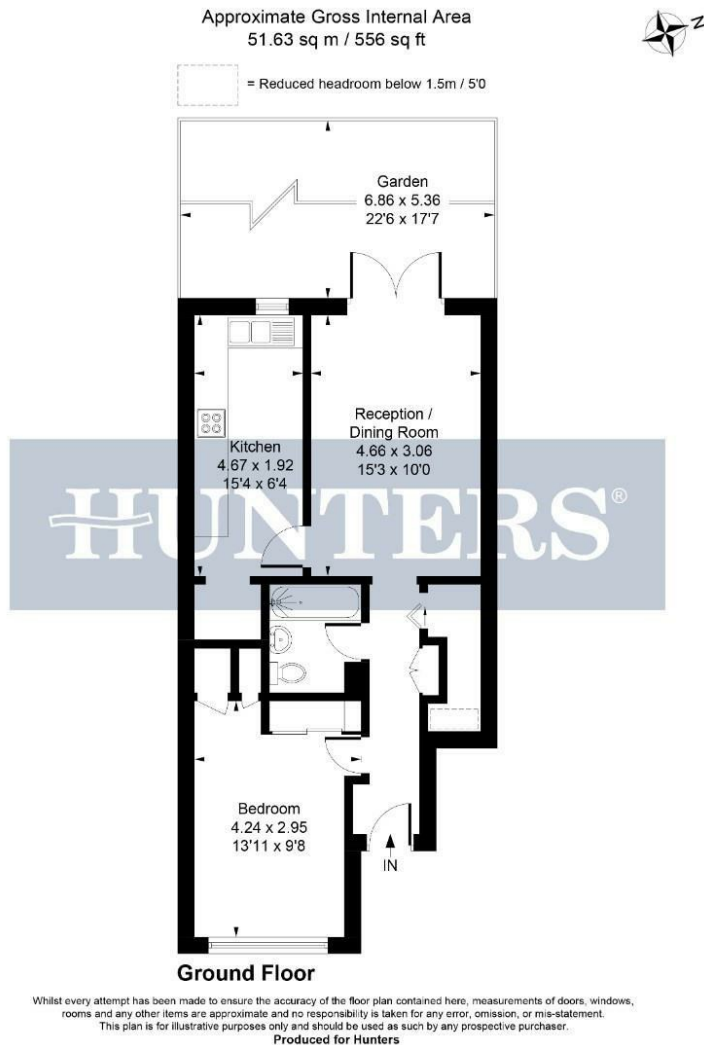 Approximate Gross Internal Area
51.63 sq m / 556 sq ft
N
= Reduced headroom below 1.5m / 5'0
Garden
6.86 x 5.36
22'6 x 17'7
Reception /
Dining Room
4.66 x 3.06
15'3 x 10'0
Kitchen
4.67 x 1.92
15'4 x 6'4
HUNTERS®
Bedroom
4.24 x 2.95
13'11 x 9'8
IN
Ground Floor
Whilst every attempt has been made to ensure the accuracy of the floor plan contained here, measurements of doors, windows,
rooms and any other items are approximate and no responsibility is taken for any error, omission, or mis-statement.
This plan is for illustrative purposes only and should be used as such by any prospective purchaser.
Produced for Hunters